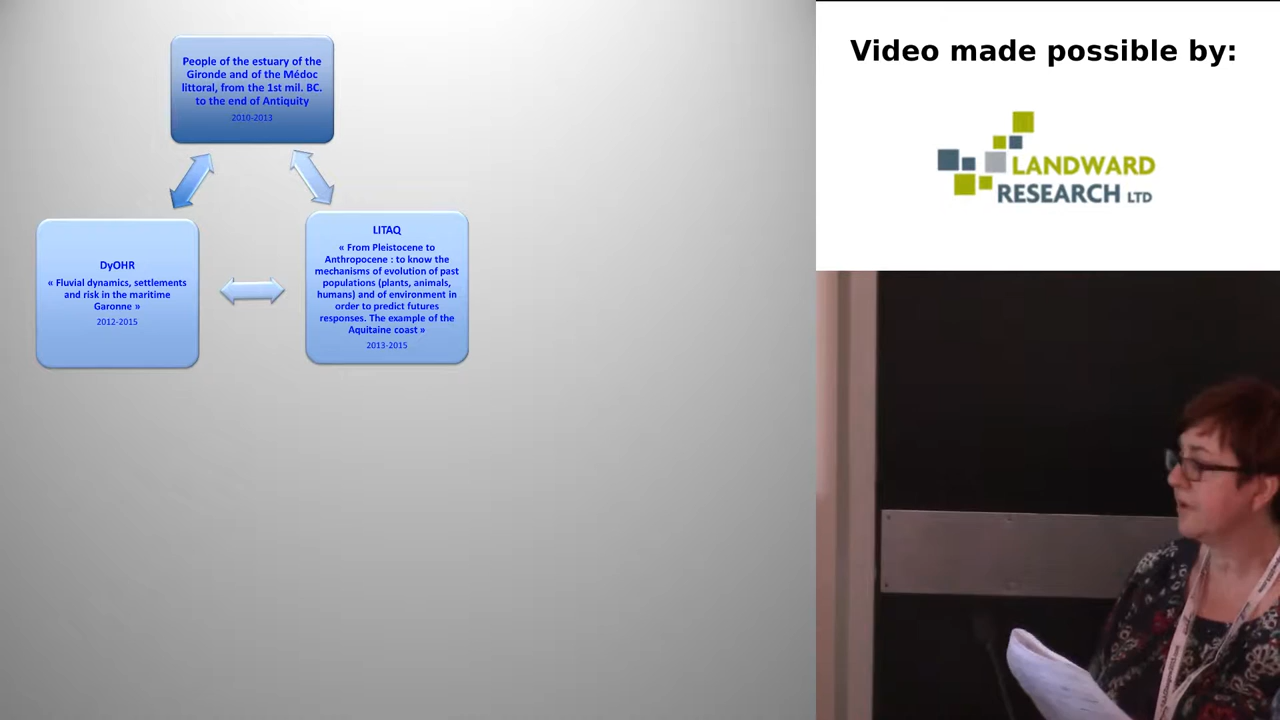 People of the estuary of the
Gironde and of the Médoc
littoral, from the 1st mil. BC.
to the end of Antiquity
2010-2013
DyOHR
« Fluvial dynamics, settlements
and risk in the maritime
Garonne »
2012-2015
LITAQ
« From Pleistocene to
Anthropocene : to know the
mechanisms of evolution of past
populations (plants, animals,
humans) and of environment in
order to predict futures
responses. The example of the
Aquitaine coast »
2013-2015
Video made possible by:
LANDWARD
RESEARCH LTD